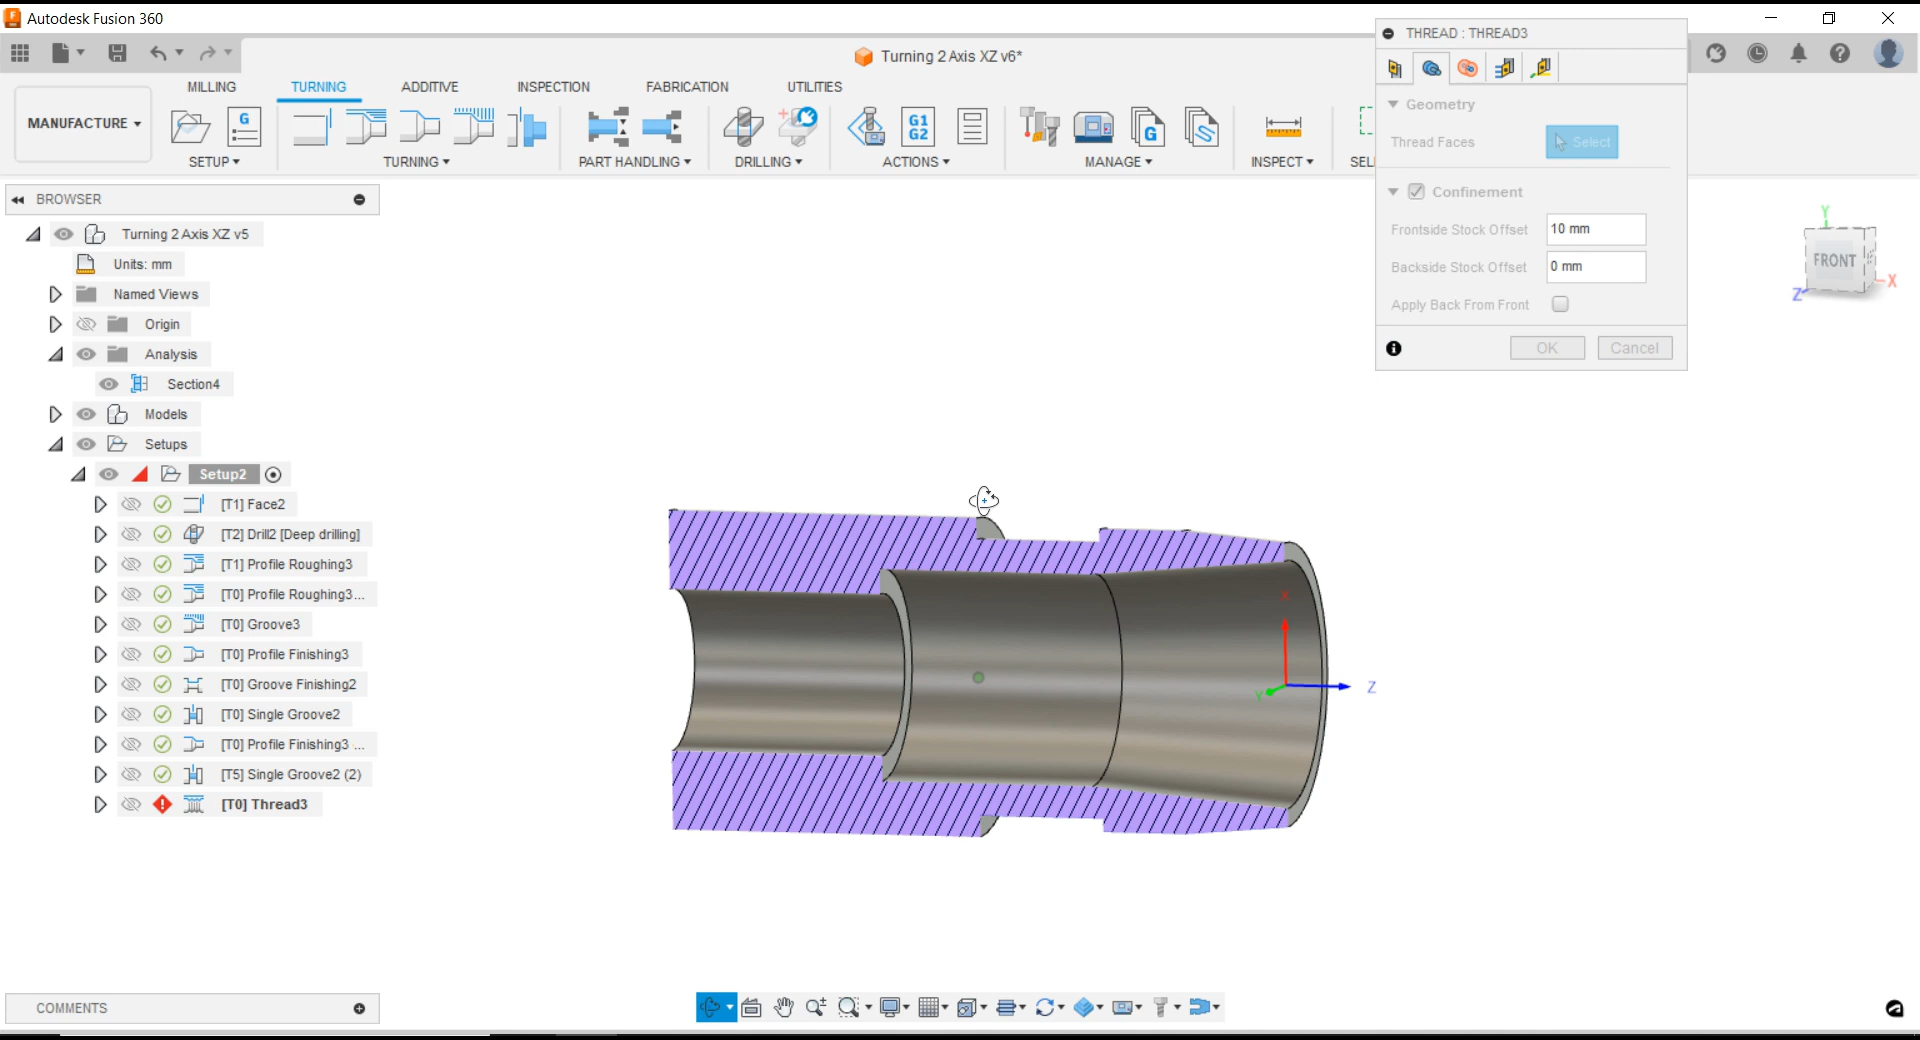 Autodesk Fusion 360
Turning 2 Axis XZ v6*
MILLING TURNING ADDITIVE INSPECTION FABRICATION UTILITIES
MANUFACTURE
G G1 G2 G
SETUP TURNING PART HANDLING DRILLING ACTIONS MANAGE INSPECT SEL
THREAD : THREAD3
Geometry
Thread Faces Select
Confinement
Frontside Stock Offset 10 mm
Backside Stock Offset 0 mm
Apply Back From Front
OK Cancel
BROWSER
Turning 2 Axis XZ v5
Units: mm
Named Views
Origin
Analysis
Section4
Models
Setups
Setup2
[T1] Face2
[T2] Drill2 [Deep drilling]
[T1] Profile Roughing3
[T0] Profile Roughing3...
[T0] Groove3
[T0] Profile Finishing3
[T0] Groove Finishing2
[T0] Single Groove2
[T0] Profile Finishing3 ...
[T5] Single Groove2 (2)
[T0] Thread3
Y
FRONT
X
Z
X
Z
Y
COMMENTS